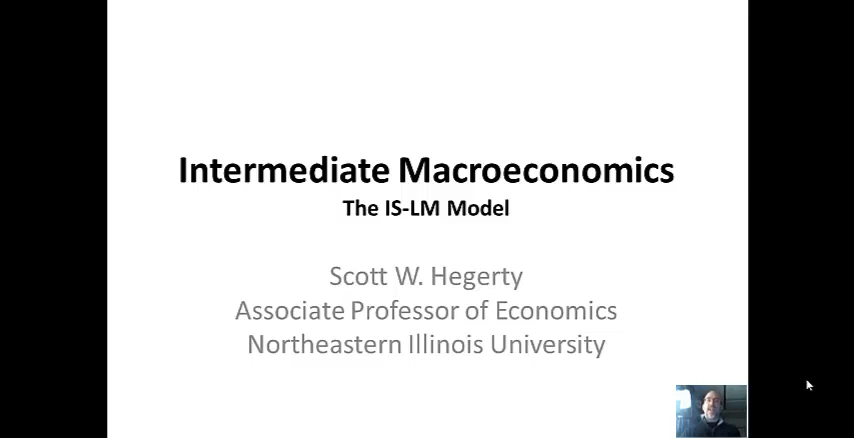 Intermediate Macroeconomics
The IS-LM Model
Scott W. Hegerty
Associate Professor of Economics
Northeastern Illinois University